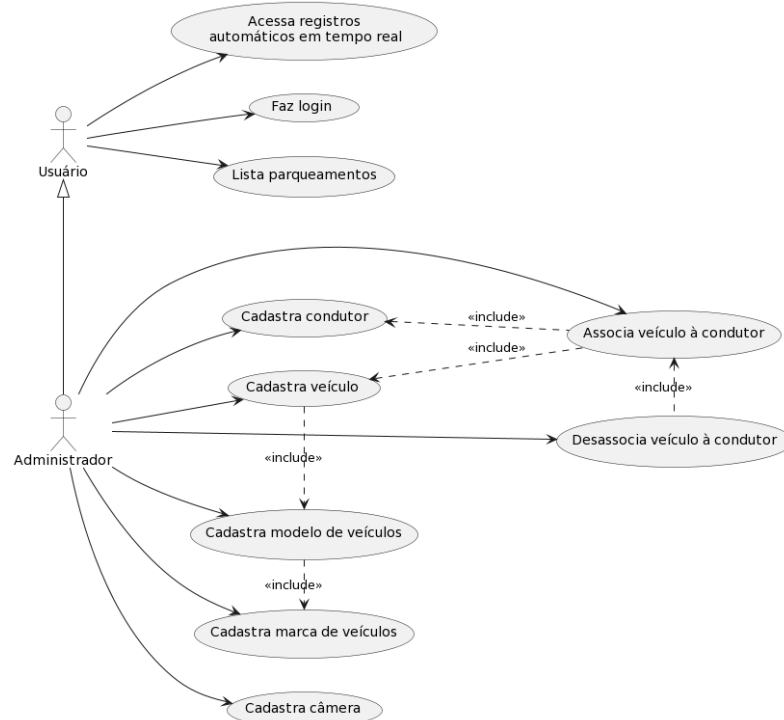 Acessa registros
automáticos em tempo real
Faz login
Usuário
Lista parqueamentos
Cadastra condutor
«include»
Associa veículo à condutor
«include»
Cadastra veículo
«include»
Desassocia veículo à condutor
Administrador
«include»
Cadastra modelo de veículos
«include»
Cadastra marca de veículos
Cadastra câmera